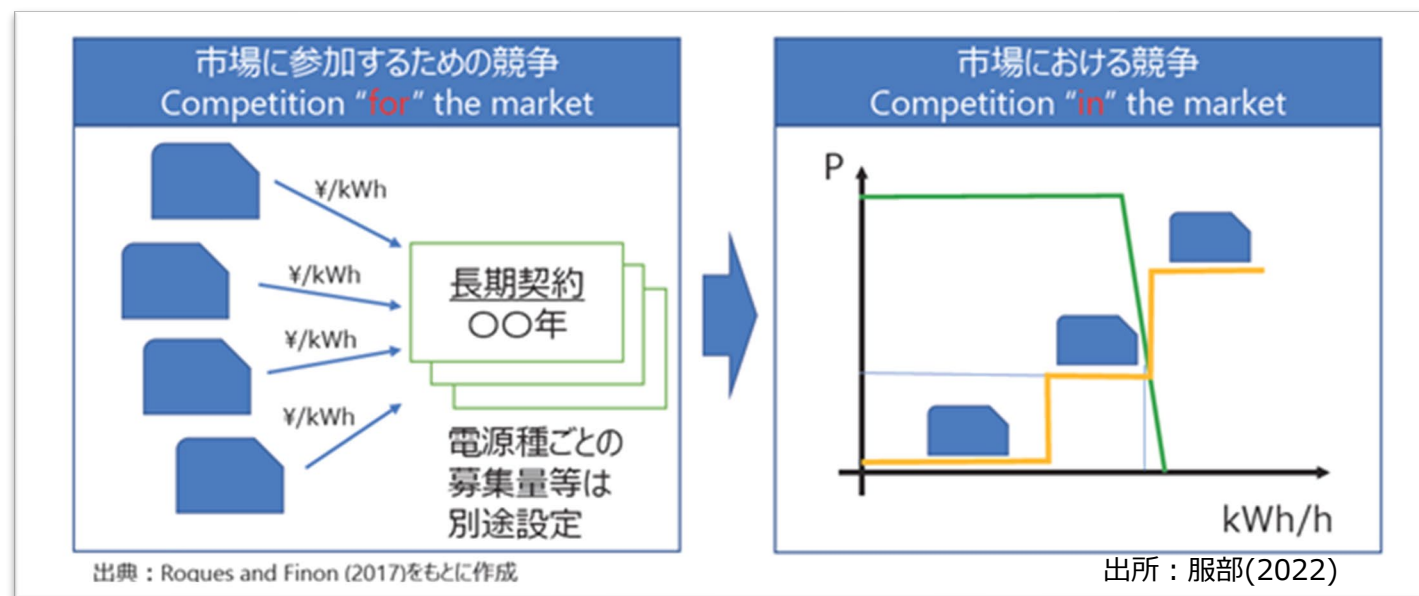 市場に参加するための競争
Competition “for” the market
¥/kWh
¥/kWh
¥/kWh
¥/kWh
長期契約
〇〇年
電源種ごとの
募集量等は
別途設定
出典：Roques and Finon (2017)をもとに作成
市場における競争
Competition “in” the market
P
kWh/h
出所：服部(2022)